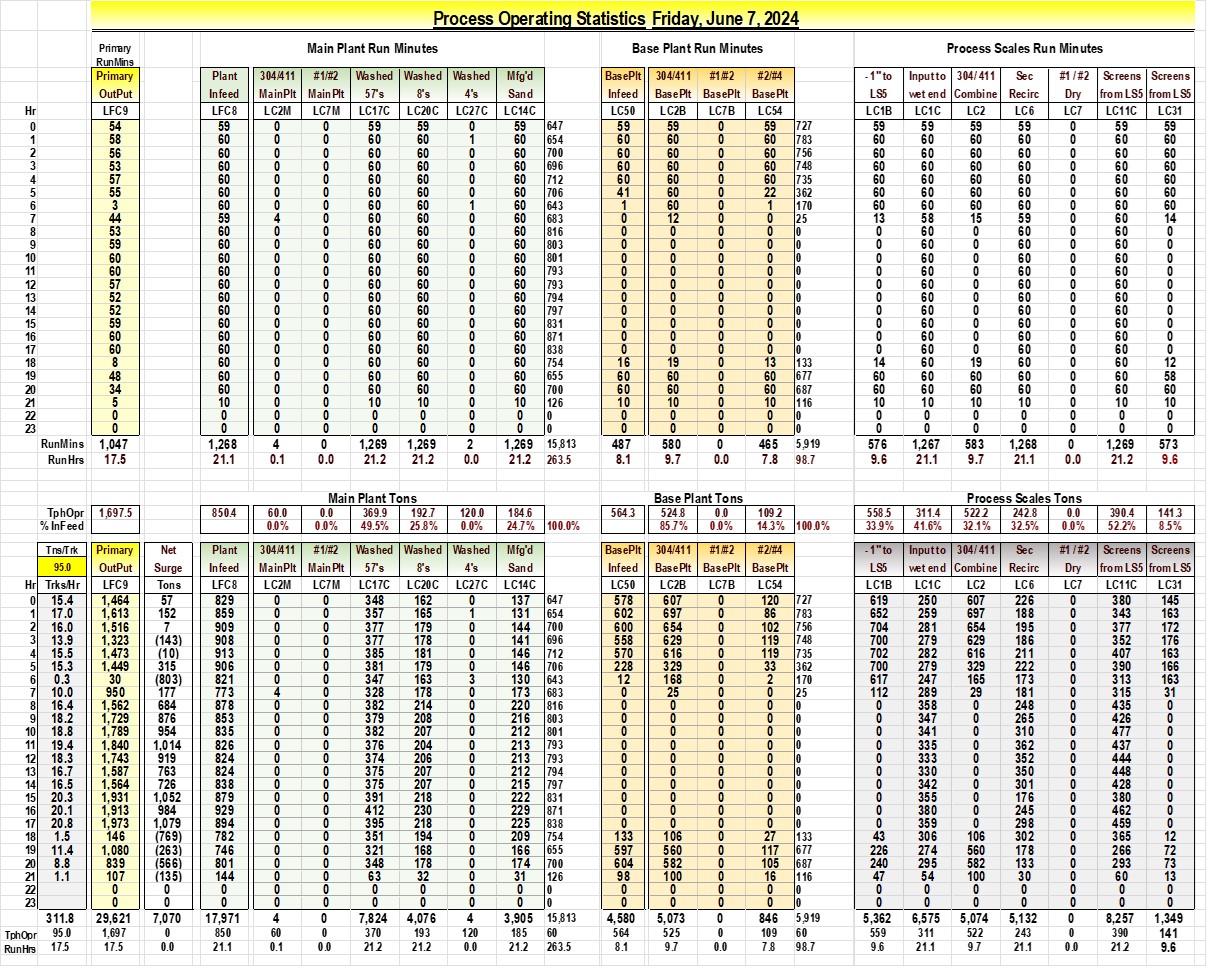 Process Operating Statistics Friday, June 7, 2024
Primary Main Plant Run Minutes Base Plant Run Minutes Process Scales Run Minutes
RunMins
Primary Plant 304/411 #1/#2 Washed Washed Washed Mfg'd BasePlt 304/411 #1/#2 #2/#4 - 1" to Input to 304/ 411 Sec #1 / #2 Screens Screens
OutPut Infeed MainPlt MainPlt 57's 8's 4's Sand Infeed BasePlt BasePlt BasePlt LS5 wet end Combine Recirc Dry from LS5 from LS5
Hr LFC9 LFC8 LC2M LC7M LC17C LC20C LC27C LC14C LC50 LC2B LC7B LC54 LC1B LC1C LC2 LC6 LC7 LC11C LC31
0 54 59 0 0 59 59 0 59 647 59 59 0 59 727 59 59 59 59 0 59 59
1 58 60 0 0 60 60 1 60 654 60 60 0 60 783 60 60 60 60 0 60 60
2 56 60 0 0 60 60 0 60 700 60 60 0 60 756 60 60 60 60 0 60 60
3 53 60 0 0 60 60 0 60 696 60 60 0 60 748 60 60 60 60 0 60 60
4 57 60 0 0 60 60 0 60 712 60 60 0 60 735 60 60 60 60 0 60 60
5 55 60 0 0 60 60 0 60 706 41 60 0 22 362 60 60 60 60 0 60 60
6 3 60 0 0 60 60 1 60 643 1 60 0 1 170 60 60 60 60 0 60 60
7 44 59 4 0 60 60 0 60 683 0 12 0 0 25 13 58 15 59 0 60 14
8 53 60 0 0 60 60 0 60 816 0 0 0 0 0 0 60 0 60 0 60 0
9 59 60 0 0 60 60 0 60 803 0 0 0 0 0 0 60 0 60 0 60 0
10 60 60 0 0 60 60 0 60 801 0 0 0 0 0 0 60 0 60 0 60 0
11 60 60 0 0 60 60 0 60 793 0 0 0 0 0 0 60 0 60 0 60 0
12 57 60 0 0 60 60 0 60 793 0 0 0 0 0 0 60 0 60 0 60 0
13 52 60 0 0 60 60 0 60 794 0 0 0 0 0 0 60 0 60 0 60 0
14 52 60 0 0 60 60 0 60 797 0 0 0 0 0 0 60 0 60 0 60 0
15 59 60 0 0 60 60 0 60 831 0 0 0 0 0 0 60 0 60 0 60 0
16 60 60 0 0 60 60 0 60 871 0 0 0 0 0 0 60 0 60 0 60 0
17 60 60 0 0 60 60 0 60 838 0 0 0 0 0 0 60 0 60 0 60 0
18 8 60 0 0 60 60 0 60 754 16 19 0 13 133 14 60 19 60 0 60 12
19 48 60 0 0 60 60 0 60 655 60 60 0 60 677 60 60 60 60 0 60 58
20 34 60 0 0 60 60 0 60 700 60 60 0 60 687 60 60 60 60 0 60 60
21 5 10 0 0 10 10 0 10 126 10 10 0 10 116 10 10 10 10 0 10 10
22 0 0 0 0 0 0 0 0 0 0 0 0 0 0 0 0 0 0 0 0 0
23 0 0 0 0 0 0 0 0 0 0 0 0 0 0 0 0 0 0 0 0 0
RunMins 1,047 1,268 4 0 1,269 1,269 2 1,269 15,813 487 580 0 465 5,919 576 1,267 583 1,268 0 1,269 573
RunHrs 17.5 21.1 0.1 0.0 21.2 21.2 0.0 21.2 263.5 8.1 9.7 0.0 7.8 98.7 9.6 21.1 9.7 21.1 0.0 21.2 9.6
Main Plant Tons Base Plant Tons Process Scales Tons
TphOpr 1,697.5 850.4 60.0 0.0 369.9 192.7 120.0 184.6 564.3 524.8 0.0 109.2 558.5 311.4 522.2 242.8 0.0 390.4 141.3
% InFeed 0.0% 0.0% 49.5% 25.8% 0.0% 24.7% 100.0% 85.7% 0.0% 14.3% 100.0% 33.9% 41.6% 32.1% 32.5% 0.0% 52.2% 8.5%
Tns/Trk Primary Net Plant 304/411 #1/#2 Washed Washed Washed Mfg'd BasePlt 304/411 #1/#2 #2/#4 - 1" to Input to 304/ 411 Sec #1 / #2 Screens Screens
95.0 OutPut Surge Infeed MainPlt MainPlt 57's 8's 4's Sand Infeed BasePlt BasePlt BasePlt LS5 wet end Combine Recirc Dry from LS5 from LS5
Hr Trks/Hr LFC9 Tons LFC8 LC2M LC7M LC17C LC20C LC27C LC14C LC50 LC2B LC7B LC54 LC1B LC1C LC2 LC6 LC7 LC11C LC31
0 15.4 1,464 57 829 0 0 348 162 0 137 647 578 607 0 120 727 619 250 607 226 0 380 145
1 17.0 1,613 152 859 0 0 357 165 1 131 654 602 697 0 86 783 652 259 697 188 0 343 163
2 16.0 1,516 7 909 0 0 377 179 0 144 700 600 654 0 102 756 704 281 654 195 0 377 172
3 13.9 1,323 (143) 908 0 0 377 178 0 141 696 558 629 0 119 748 700 279 629 186 0 352 176
4 15.5 1,473 (10) 913 0 0 385 181 0 146 712 570 616 0 119 735 702 282 616 211 0 407 163
5 15.3 1,449 315 906 0 0 381 179 0 146 706 228 329 0 33 362 700 279 329 222 0 390 166
6 0.3 30 (803) 821 0 0 347 163 3 130 643 12 168 0 2 170 617 247 165 173 0 313 163
7 10.0 950 177 773 4 0 328 178 0 173 683 0 25 0 0 25 112 289 29 181 0 315 31
8 16.4 1,562 684 878 0 0 382 214 0 220 816 0 0 0 0 0 0 358 0 248 0 435 0
9 18.2 1,729 876 853 0 0 379 208 0 216 803 0 0 0 0 0 0 347 0 265 0 426 0
10 18.8 1,789 954 835 0 0 382 207 0 212 801 0 0 0 0 0 0 341 0 310 0 477 0
11 19.4 1,840 1,014 826 0 0 376 204 0 213 793 0 0 0 0 0 0 335 0 362 0 437 0
12 18.3 1,743 919 824 0 0 374 206 0 213 793 0 0 0 0 0 0 333 0 352 0 444 0
13 16.7 1,587 763 824 0 0 375 207 0 212 794 0 0 0 0 0 0 330 0 350 0 448 0
14 16.5 1,564 726 838 0 0 375 207 0 215 797 0 0 0 0 0 0 342 0 301 0 428 0
15 20.3 1,931 1,052 879 0 0 391 218 0 222 831 0 0 0 0 0 0 355 0 176 0 380 0
16 20.1 1,913 984 929 0 0 412 230 0 229 871 0 0 0 0 0 0 380 0 245 0 462 0
17 20.8 1,973 1,079 894 0 0 395 218 0 225 838 0 0 0 0 0 0 359 0 298 0 459 0
18 1.5 146 (769) 782 0 0 351 194 0 209 754 133 106 0 27 133 43 306 106 302 0 365 12
19 11.4 1,080 (263) 746 0 0 321 168 0 166 655 597 560 0 117 677 226 274 560 178 0 266 72
20 8.8 839 (566) 801 0 0 348 178 0 174 700 604 582 0 105 687 240 295 582 133 0 293 73
21 1.1 107 (135) 144 0 0 63 32 0 31 126 98 100 0 16 116 47 54 100 30 0 60 13
22 0 0 0 0 0 0 0 0 0 0 0 0 0 0 0 0 0 0 0 0 0 0
23 0 0 0 0 0 0 0 0 0 0 0 0 0 0 0 0 0 0 0 0 0 0
311.8 29,621 7,070 17,971 4 0 7,824 4,076 4 3,905 15,813 4,580 5,073 0 846 5,919 5,362 6,575 5,074 5,132 0 8,257 1,349
TphOpr 95.0 1,697 0 850 60 0 370 193 120 185 60 564 525 0 109 60 559 311 522 243 0 390 141
RunHrs 17.5 17.5 0.0 21.1 0.1 0.0 21.2 21.2 0.0 21.2 263.5 8.1 9.7 0.0 7.8 98.7 9.6 21.1 9.7 21.1 0.0 21.2 9.6